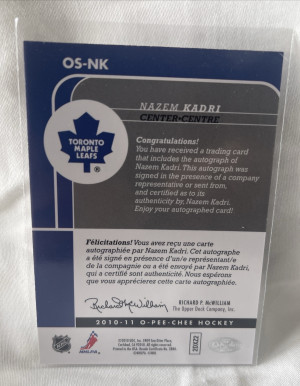 OS-NK
NAZEM KADRI
CENTER•CENTRE
TORONTO
MAPLE
LEAFS
®
Congratulations!
You have received a trading card
that includes the autograph of
Nazem Kadri. This autograph was
signed in the presence of a company
representative or sent from,
and certified as to its
authenticity by, Nazem Kadri.
Enjoy your autographed card!
Félicitations! Vous avez reçu une carte
autographiée par Nazem Kadri. Cet autographe
a été signé en présence d'un/e représentant/e
de la compagnie ou a été envoyé par Nazem Kadri,
qui a certifié son authenticité. Nous espérons
que vous apprécierez cette carte autographiée.
Richard P. McWilliam
RICHARD P. McWILLIAM
The Upper Deck Company, Inc.
2010-11 O-PEE-CHEE HOCKEY
NHL
NHLPA